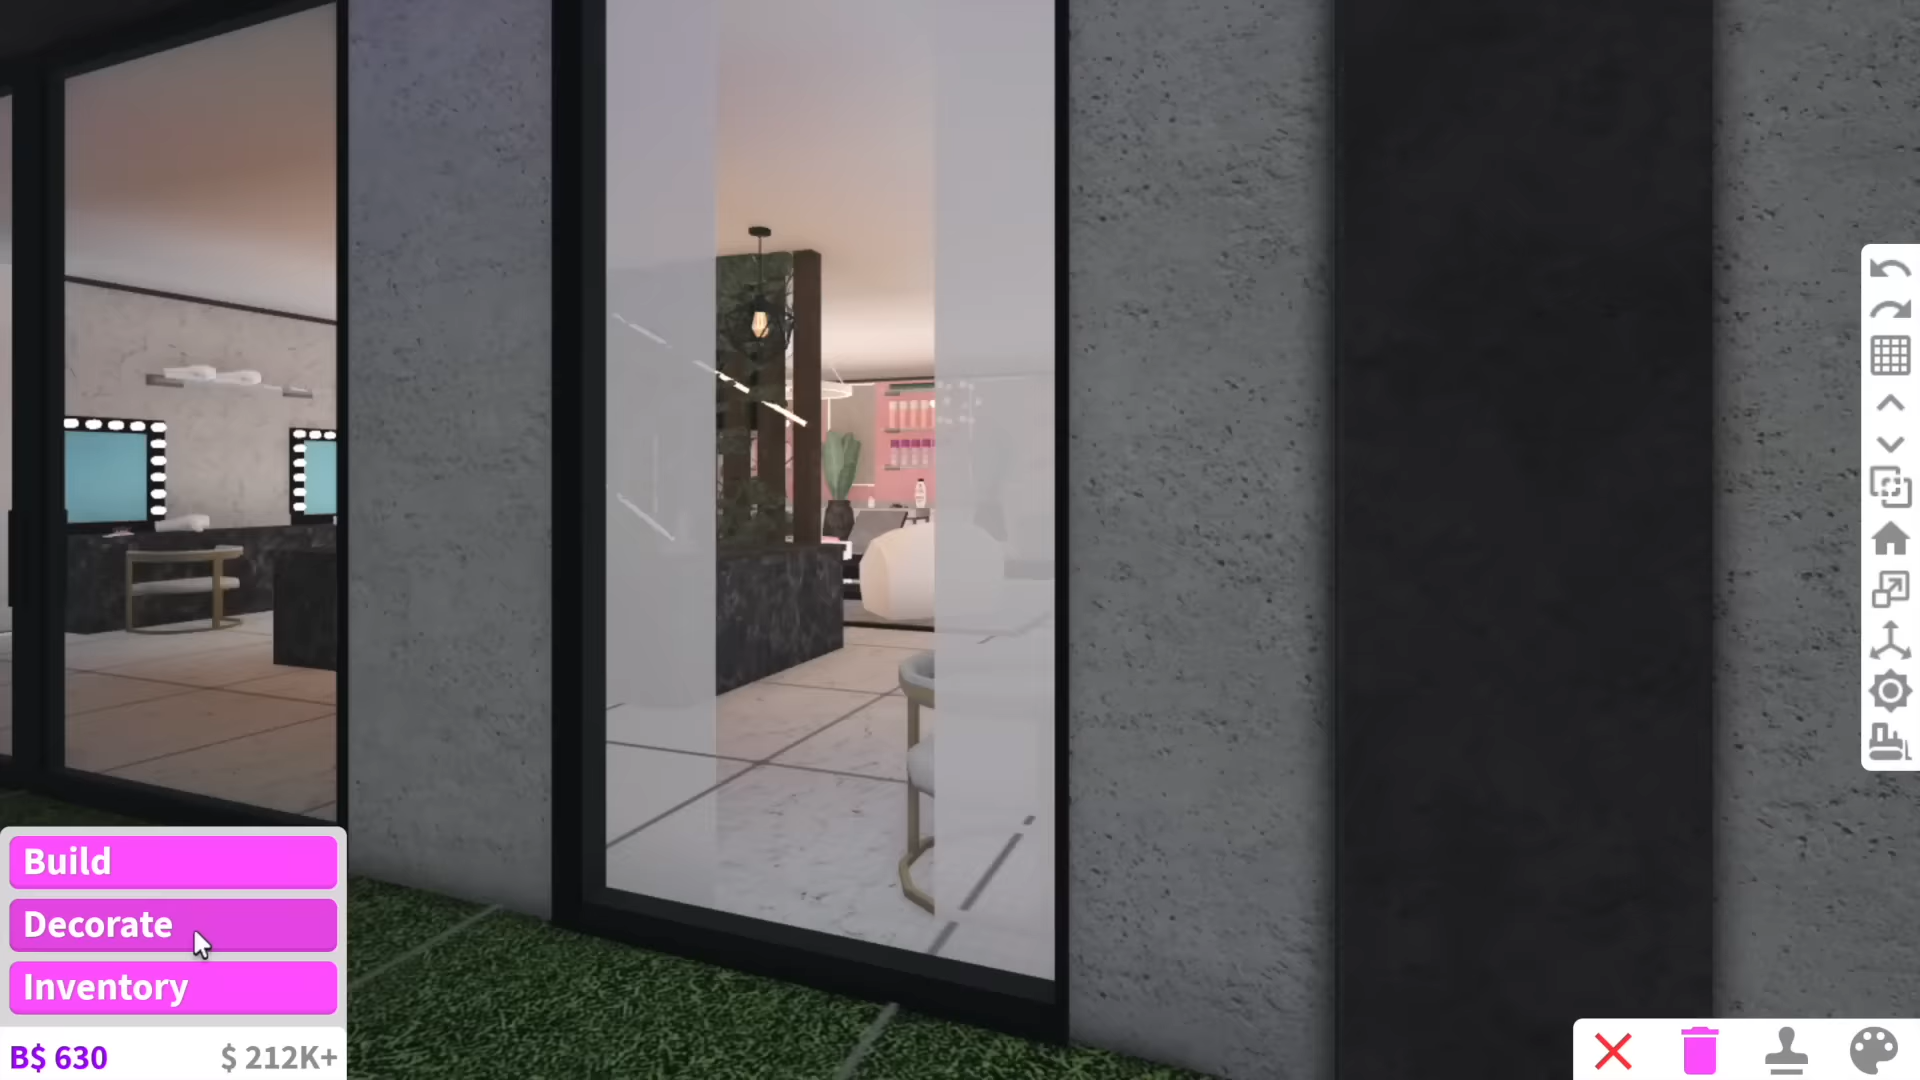 Build
Decorate
Inventory
B$ 630
$ 212K+